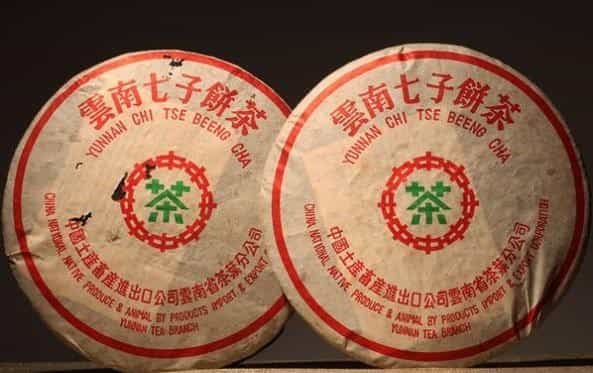 雲南七子餅茶
YUNNAN CHI TSE BEENG CHA
茶
中國土產畜產進出口公司雲南省茶葉分公司
CHINA NATIONAL NATIVE PRODUCE & ANIMAL BY PRODUCTS IMPORT & EXP
YUNNAN TEA BRANCH
雲南七子餅茶
YUNNAN CHI TSE BEENG CHA
茶
中國土產畜產進出口公司雲南省茶葉分公司
CHINA NATIONAL NATIVE PRODUCE & ANIMAL BY PRODUCTS IMPORT & EXPORT CORPORATION
YUNNAN TEA BRANCH